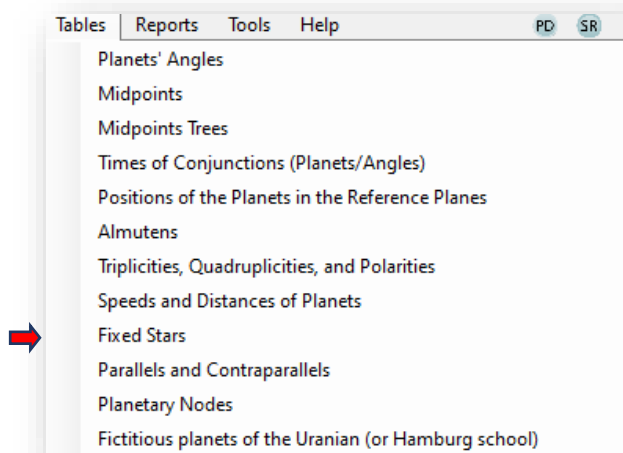 Tables Reports Tools Help PD SR
Planets' Angles
Midpoints
Midpoints Trees
Times of Conjunctions (Planets/Angles)
Positions of the Planets in the Reference Planes
Almutens
Triplicities, Quadruplicities, and Polarities
Speeds and Distances of Planets
Fixed Stars
Parallels and Contraparallels
Planetary Nodes
Fictitious planets of the Uranian (or Hamburg school)